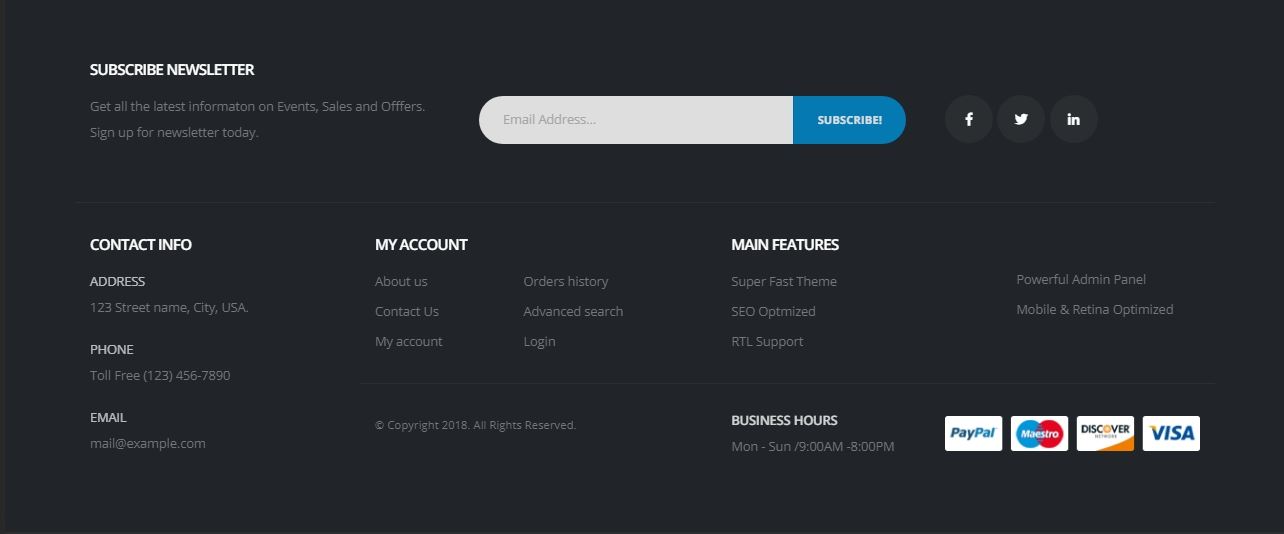 SUBSCRIBE NEWSLETTER
Get all the latest informaton on Events, Sales and Offfers.
Sign up for newsletter today.
Email Address...
SUBSCRIBE!
CONTACT INFO
ADDRESS
123 Street name, City, USA.
PHONE
Toll Free (123) 456-7890
EMAIL
mail@example.com
MY ACCOUNT
About us
Contact Us
My account
Orders history
Advanced search
Login
MAIN FEATURES
Super Fast Theme
SEO Optmized
RTL Support
Powerful Admin Panel
Mobile & Retina Optimized
© Copyright 2018. All Rights Reserved.
BUSINESS HOURS
Mon - Sun /9:00AM -8:00PM
PayPal
Maestro
DISCOVER
NETWORK
VISA